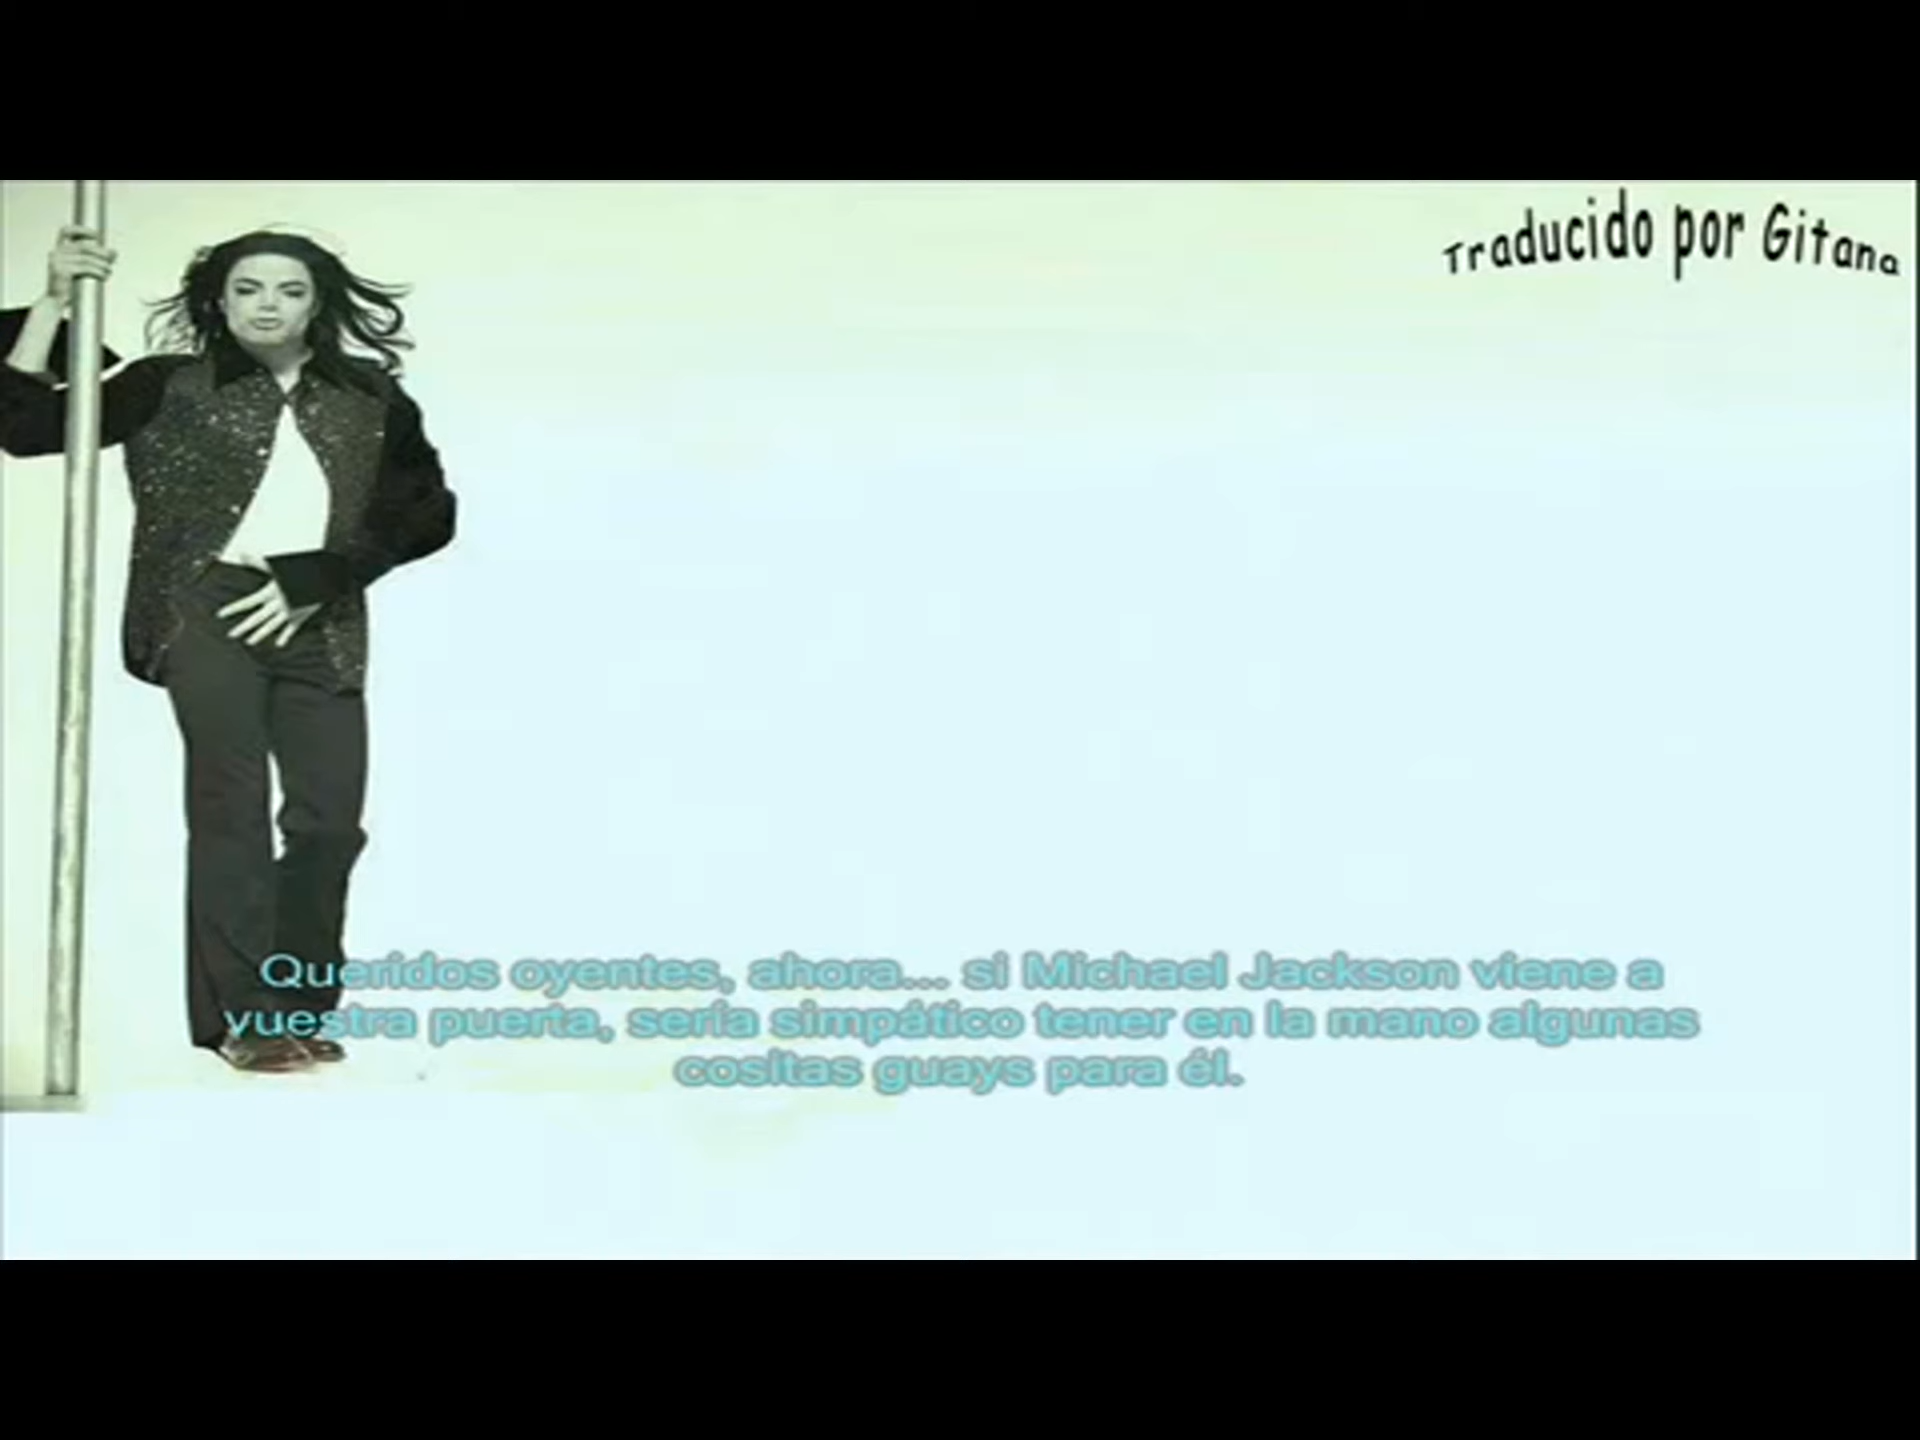 Traducido por Gitana
Queridos oyentes, ahora... si Michael Jackson viene a
vuestra puerta, sería simpático tener en la mano algunas
cositas guays para él.